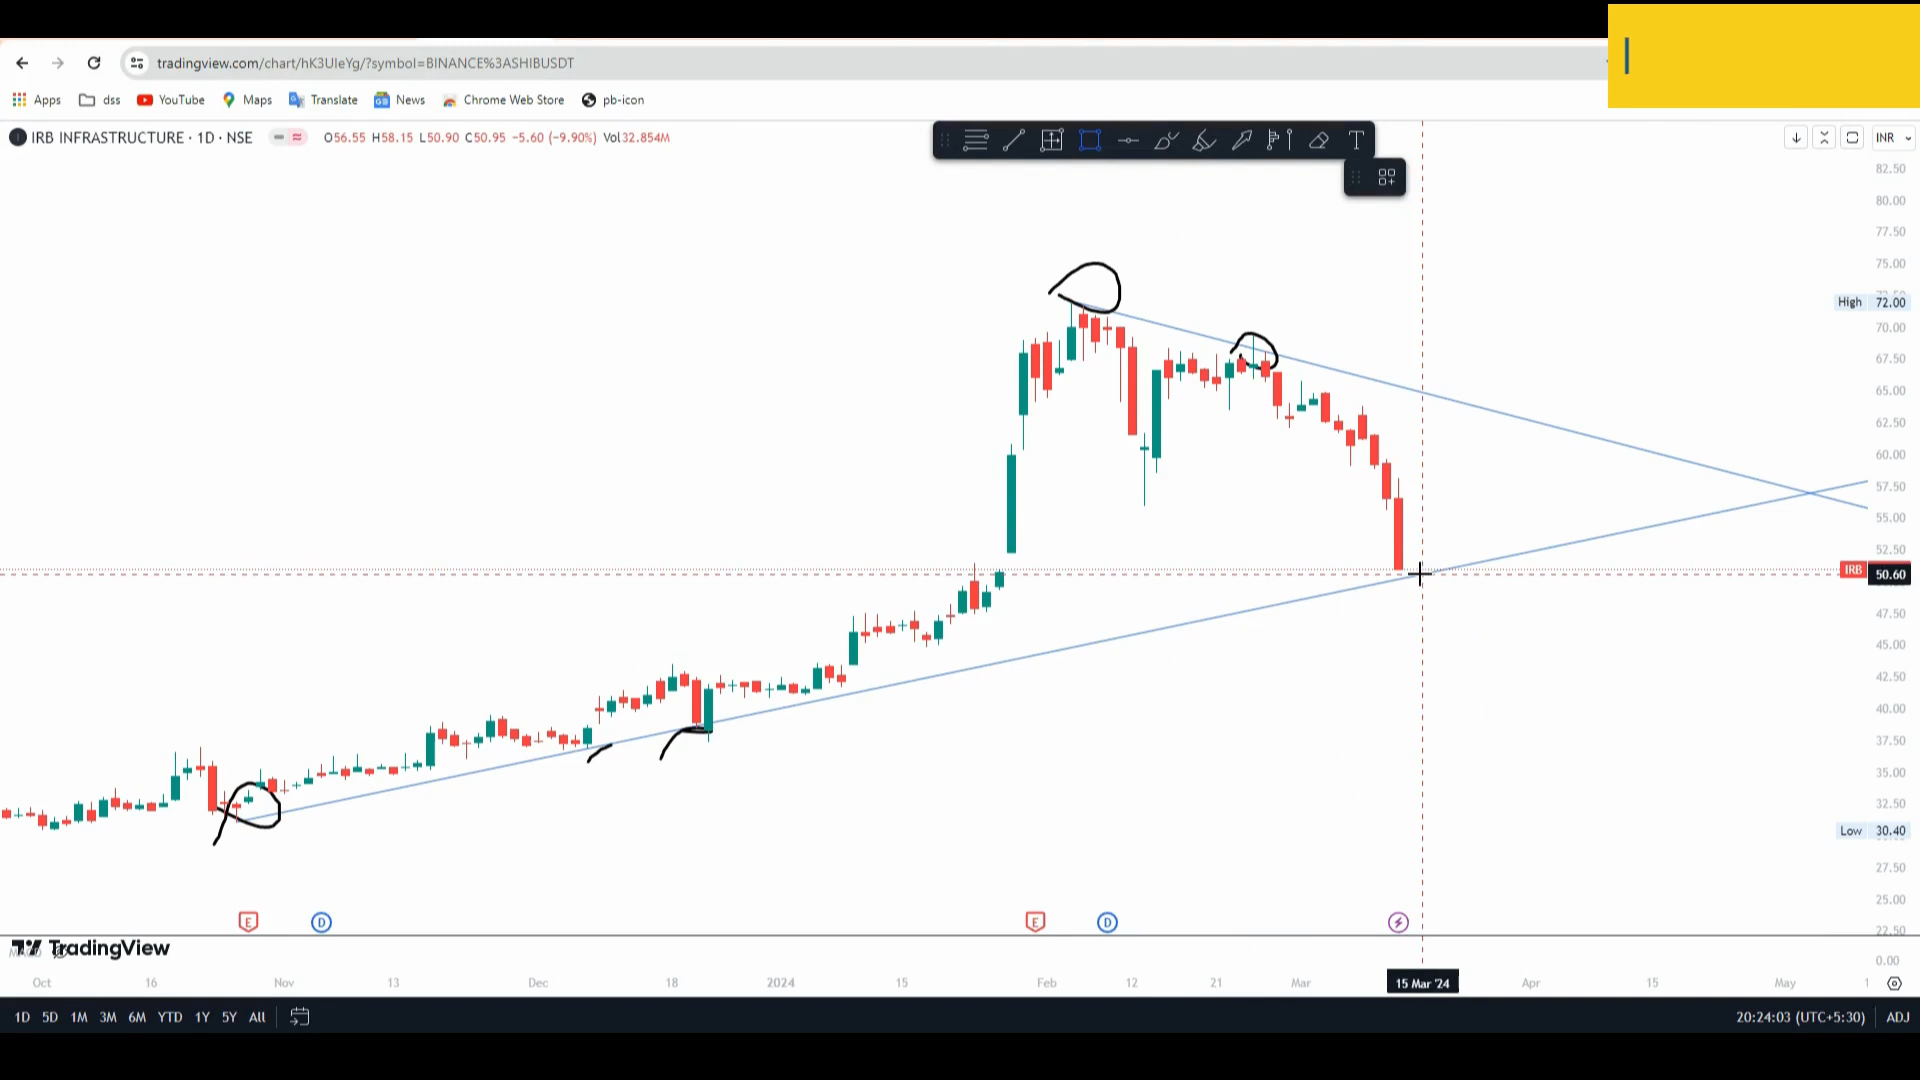 tradingview.com/chart/hK3UIeYg/?symbol=BINANCE%3ASHIBUSDT
Apps dss YouTube Maps Translate News Chrome Web Store pb-icon
IRB INFRASTRUCTURE · 1D · NSE O56.55 H58.15 L50.90 C50.95 −5.60 (−9.90%) Vol32.854M
INR
82.50
80.00
77.50
75.00
High 72.00
70.00
67.50
65.00
62.50
60.00
57.50
55.00
52.50
IRB
50.60
47.50
45.00
42.50
40.00
37.50
35.00
32.50
Low 30.40
27.50
25.00
22.50
E D E D
TradingView
0.00
Oct 16 Nov 13 Dec 18 2024 15 Feb 12 21 Mar 15 Mar '24 Apr 15 May 1
1D 5D 1M 3M 6M YTD 1Y 5Y All 20:24:03 (UTC+5:30) ADJ